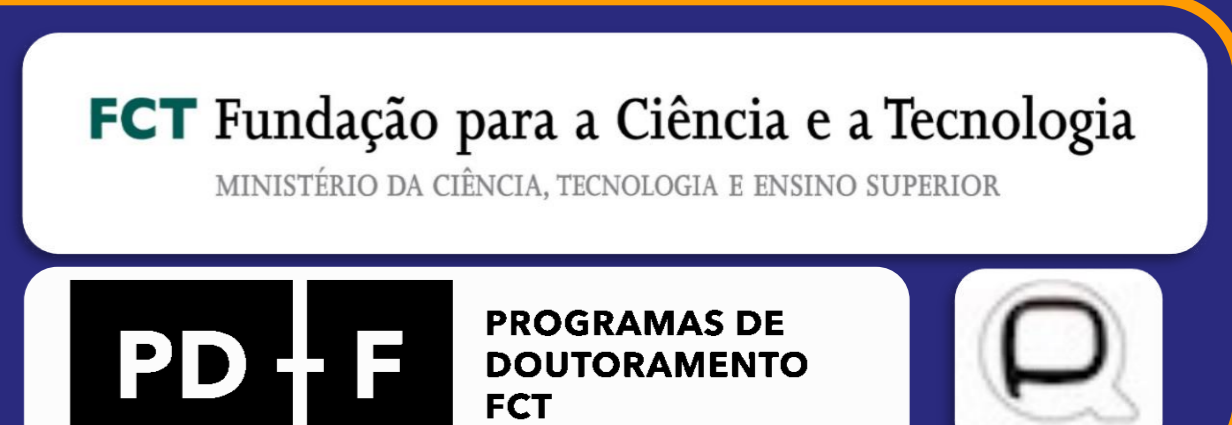 FCT Fundação para a Ciência e a Tecnologia
MINISTÉRIO DA CIÊNCIA, TECNOLOGIA E ENSINO SUPERIOR
PD F
PROGRAMAS DE
DOUTORAMENTO
FCT